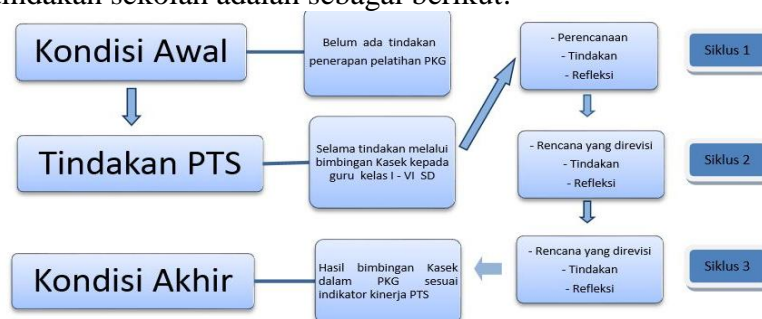 tindakan sekolah adalah sebagai berikut:
Kondisi Awal
Belum ada tindakan
penerapan pelatihan PKG
- Perencanaan
- Tindakan
- Refleksi
Siklus 1
Tindakan PTS
Selama tindakan melalui
bimbingan Kasek kepada
guru kelas I - VI SD
- Rencana yang direvisi
- Tindakan
- Refleksi
Siklus 2
Kondisi Akhir
Hasil bimbingan Kasek
dalam PKG sesuai
indikator kinerja PTS
- Rencana yang direvisi
- Tindakan
- Refleksi
Siklus 3